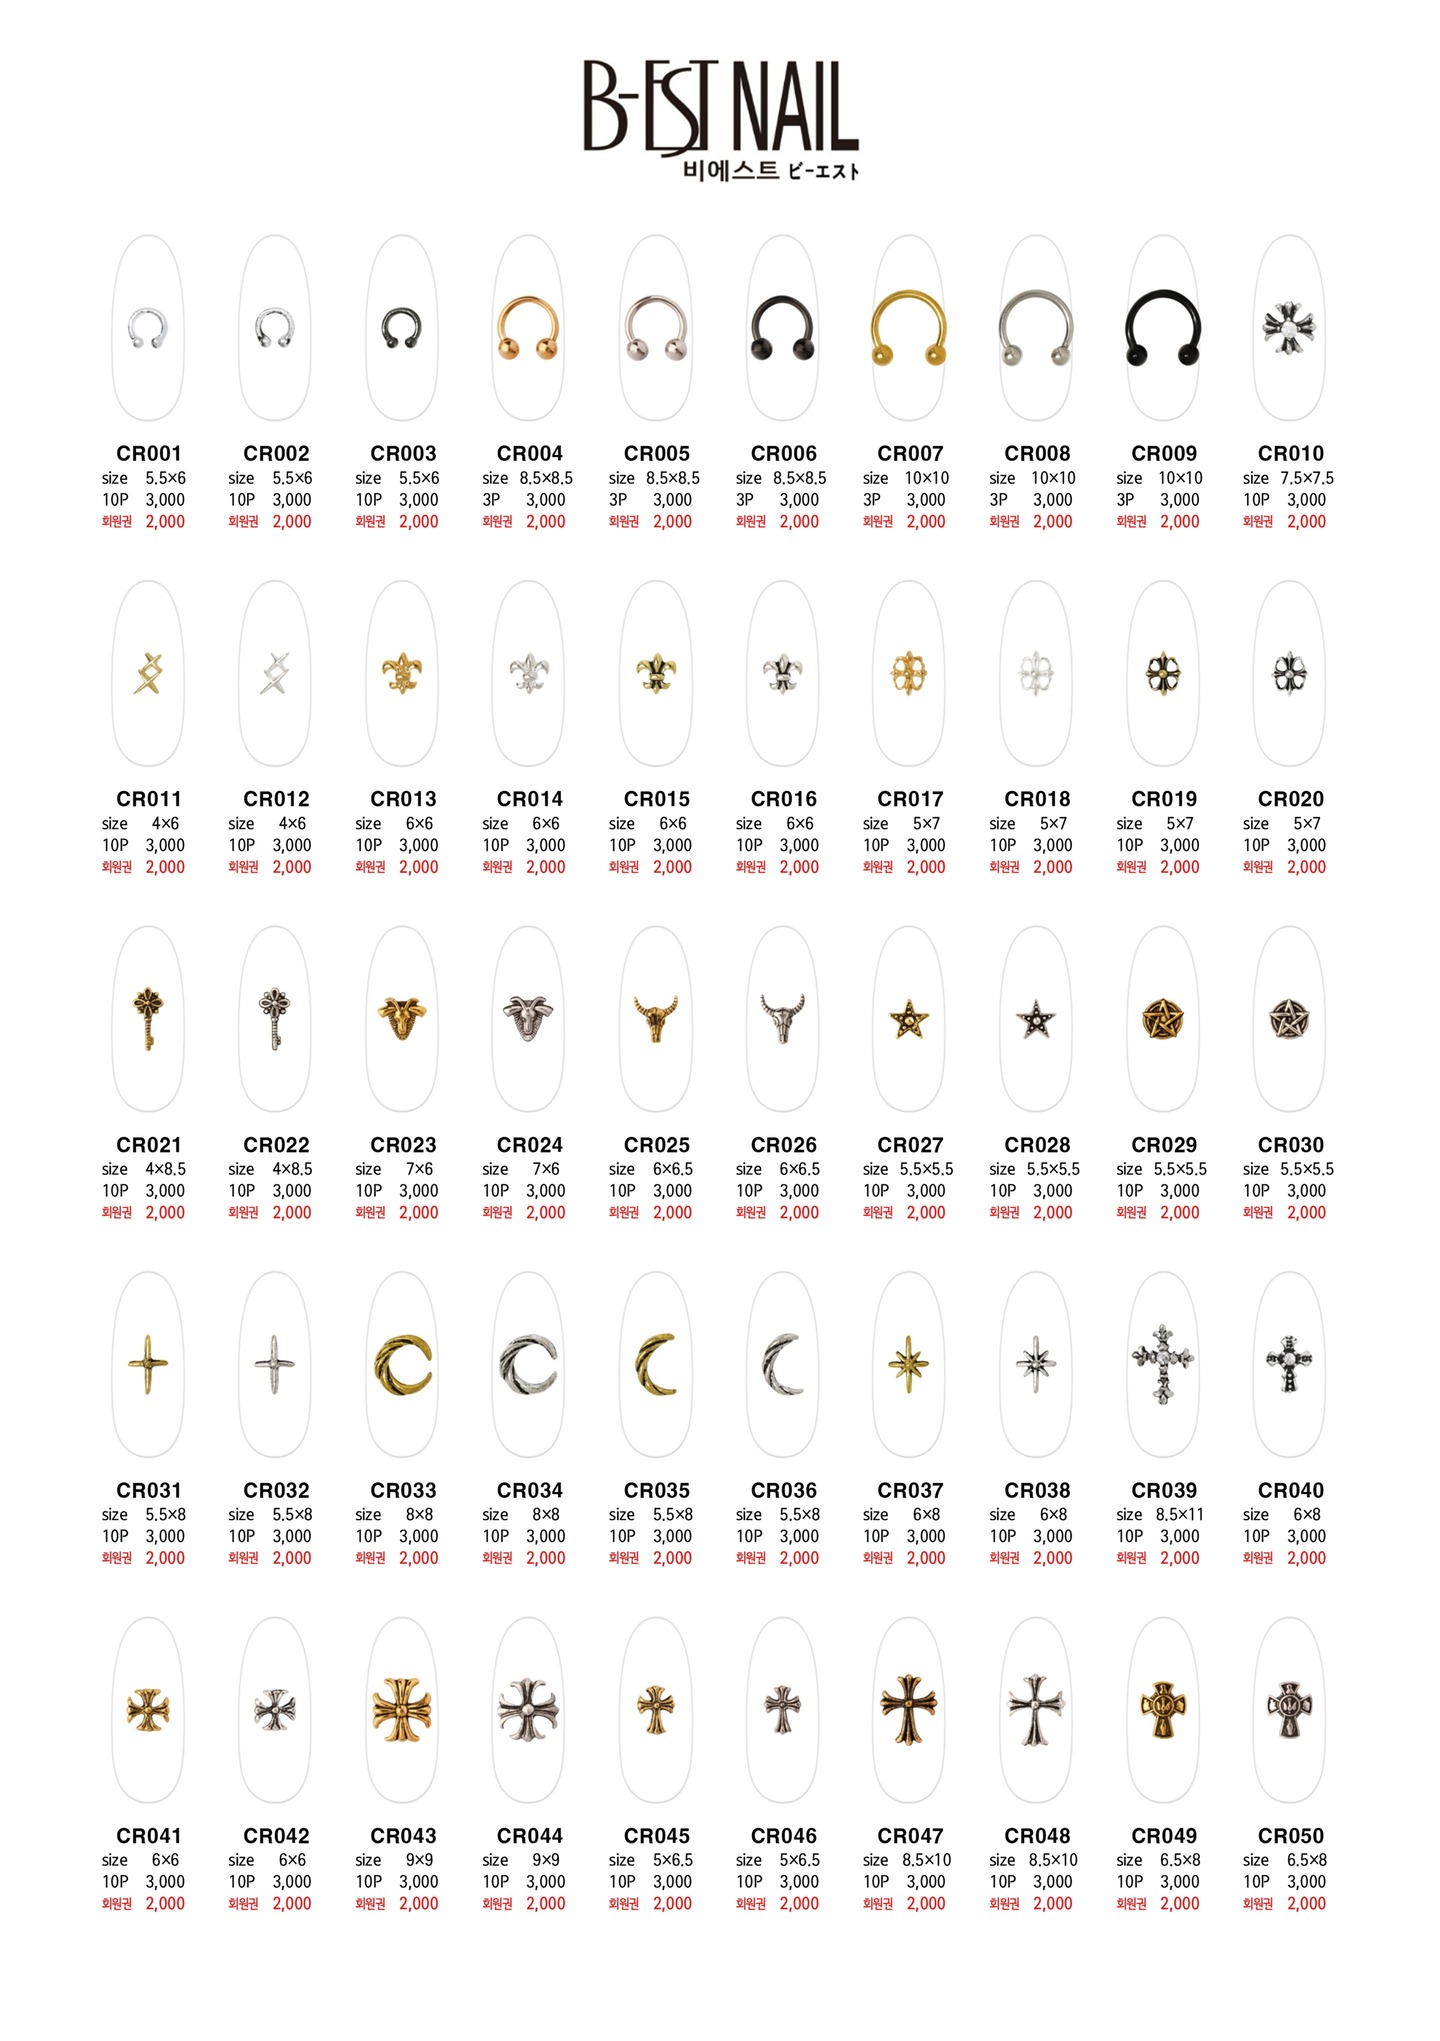 B-EST NAIL
비에스트 ビーエスト
CR001 CR002 CR003 CR004 CR005 CR006 CR007 CR008 CR009 CR010
size 5.5×6 size 5.5×6 size 5.5×6 size 8.5×8.5 size 8.5×8.5 size 8.5×8.5 size 10×10 size 10×10 size 10×10 size 7.5×7.5
10P 3,000 10P 3,000 10P 3,000 3P 3,000 3P 3,000 3P 3,000 3P 3,000 3P 3,000 3P 3,000 10P 3,000
회원권 2,000 회원권 2,000 회원권 2,000 회원권 2,000 회원권 2,000 회원권 2,000 회원권 2,000 회원권 2,000 회원권 2,000 회원권 2,000
CR011 CR012 CR013 CR014 CR015 CR016 CR017 CR018 CR019 CR020
size 4×6 size 4×6 size 6×6 size 6×6 size 6×6 size 6×6 size 5×7 size 5×7 size 5×7 size 5×7
10P 3,000 10P 3,000 10P 3,000 10P 3,000 10P 3,000 10P 3,000 10P 3,000 10P 3,000 10P 3,000 10P 3,000
회원권 2,000 회원권 2,000 회원권 2,000 회원권 2,000 회원권 2,000 회원권 2,000 회원권 2,000 회원권 2,000 회원권 2,000 회원권 2,000
CR021 CR022 CR023 CR024 CR025 CR026 CR027 CR028 CR029 CR030
size 4×8.5 size 4×8.5 size 7×6 size 7×6 size 6×6.5 size 6×6.5 size 5.5×5.5 size 5.5×5.5 size 5.5×5.5 size 5.5×5.5
10P 3,000 10P 3,000 10P 3,000 10P 3,000 10P 3,000 10P 3,000 10P 3,000 10P 3,000 10P 3,000 10P 3,000
회원권 2,000 회원권 2,000 회원권 2,000 회원권 2,000 회원권 2,000 회원권 2,000 회원권 2,000 회원권 2,000 회원권 2,000 회원권 2,000
CR031 CR032 CR033 CR034 CR035 CR036 CR037 CR038 CR039 CR040
size 5.5×8 size 5.5×8 size 8×8 size 8×8 size 5.5×8 size 5.5×8 size 6×8 size 6×8 size 8.5×11 size 6×8
10P 3,000 10P 3,000 10P 3,000 10P 3,000 10P 3,000 10P 3,000 10P 3,000 10P 3,000 10P 3,000 10P 3,000
회원권 2,000 회원권 2,000 회원권 2,000 회원권 2,000 회원권 2,000 회원권 2,000 회원권 2,000 회원권 2,000 회원권 2,000 회원권 2,000
CR041 CR042 CR043 CR044 CR045 CR046 CR047 CR048 CR049 CR050
size 6×6 size 6×6 size 9×9 size 9×9 size 5×6.5 size 5×6.5 size 8.5×10 size 8.5×10 size 6.5×8 size 6.5×8
10P 3,000 10P 3,000 10P 3,000 10P 3,000 10P 3,000 10P 3,000 10P 3,000 10P 3,000 10P 3,000 10P 3,000
회원권 2,000 회원권 2,000 회원권 2,000 회원권 2,000 회원권 2,000 회원권 2,000 회원권 2,000 회원권 2,000 회원권 2,000 회원권 2,000